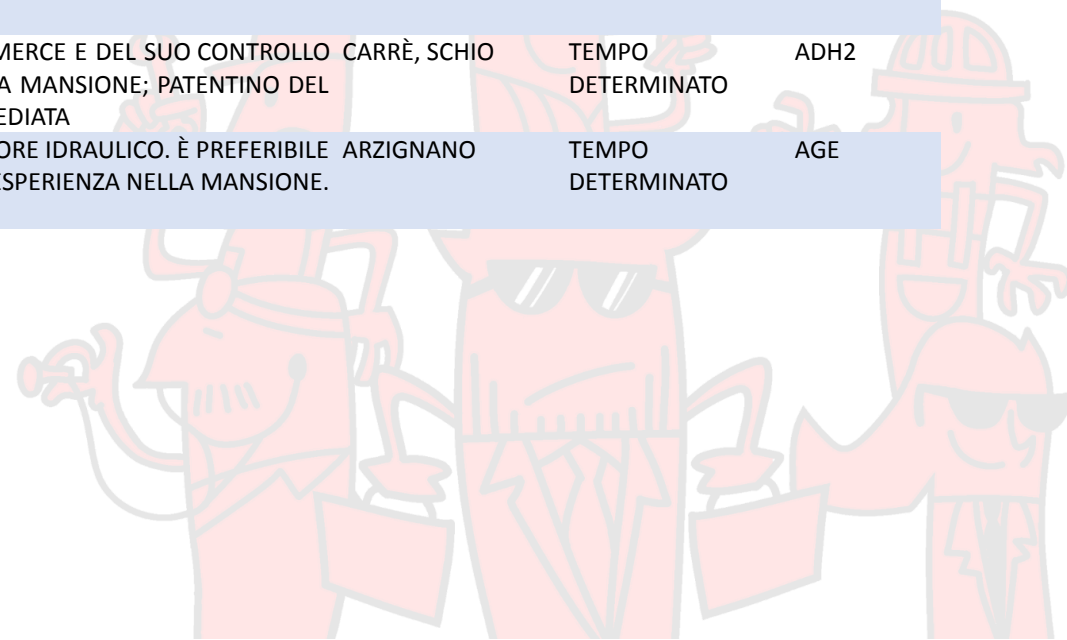 MERCE E DEL SUO CONTROLLO CARRÈ, SCHIO TEMPO ADH2
A MANSIONE; PATENTINO DEL DETERMINATO
EDIATA
ORE IDRAULICO. È PREFERIBILE ARZIGNANO TEMPO AGE
ESPERIENZA NELLA MANSIONE. DETERMINATO